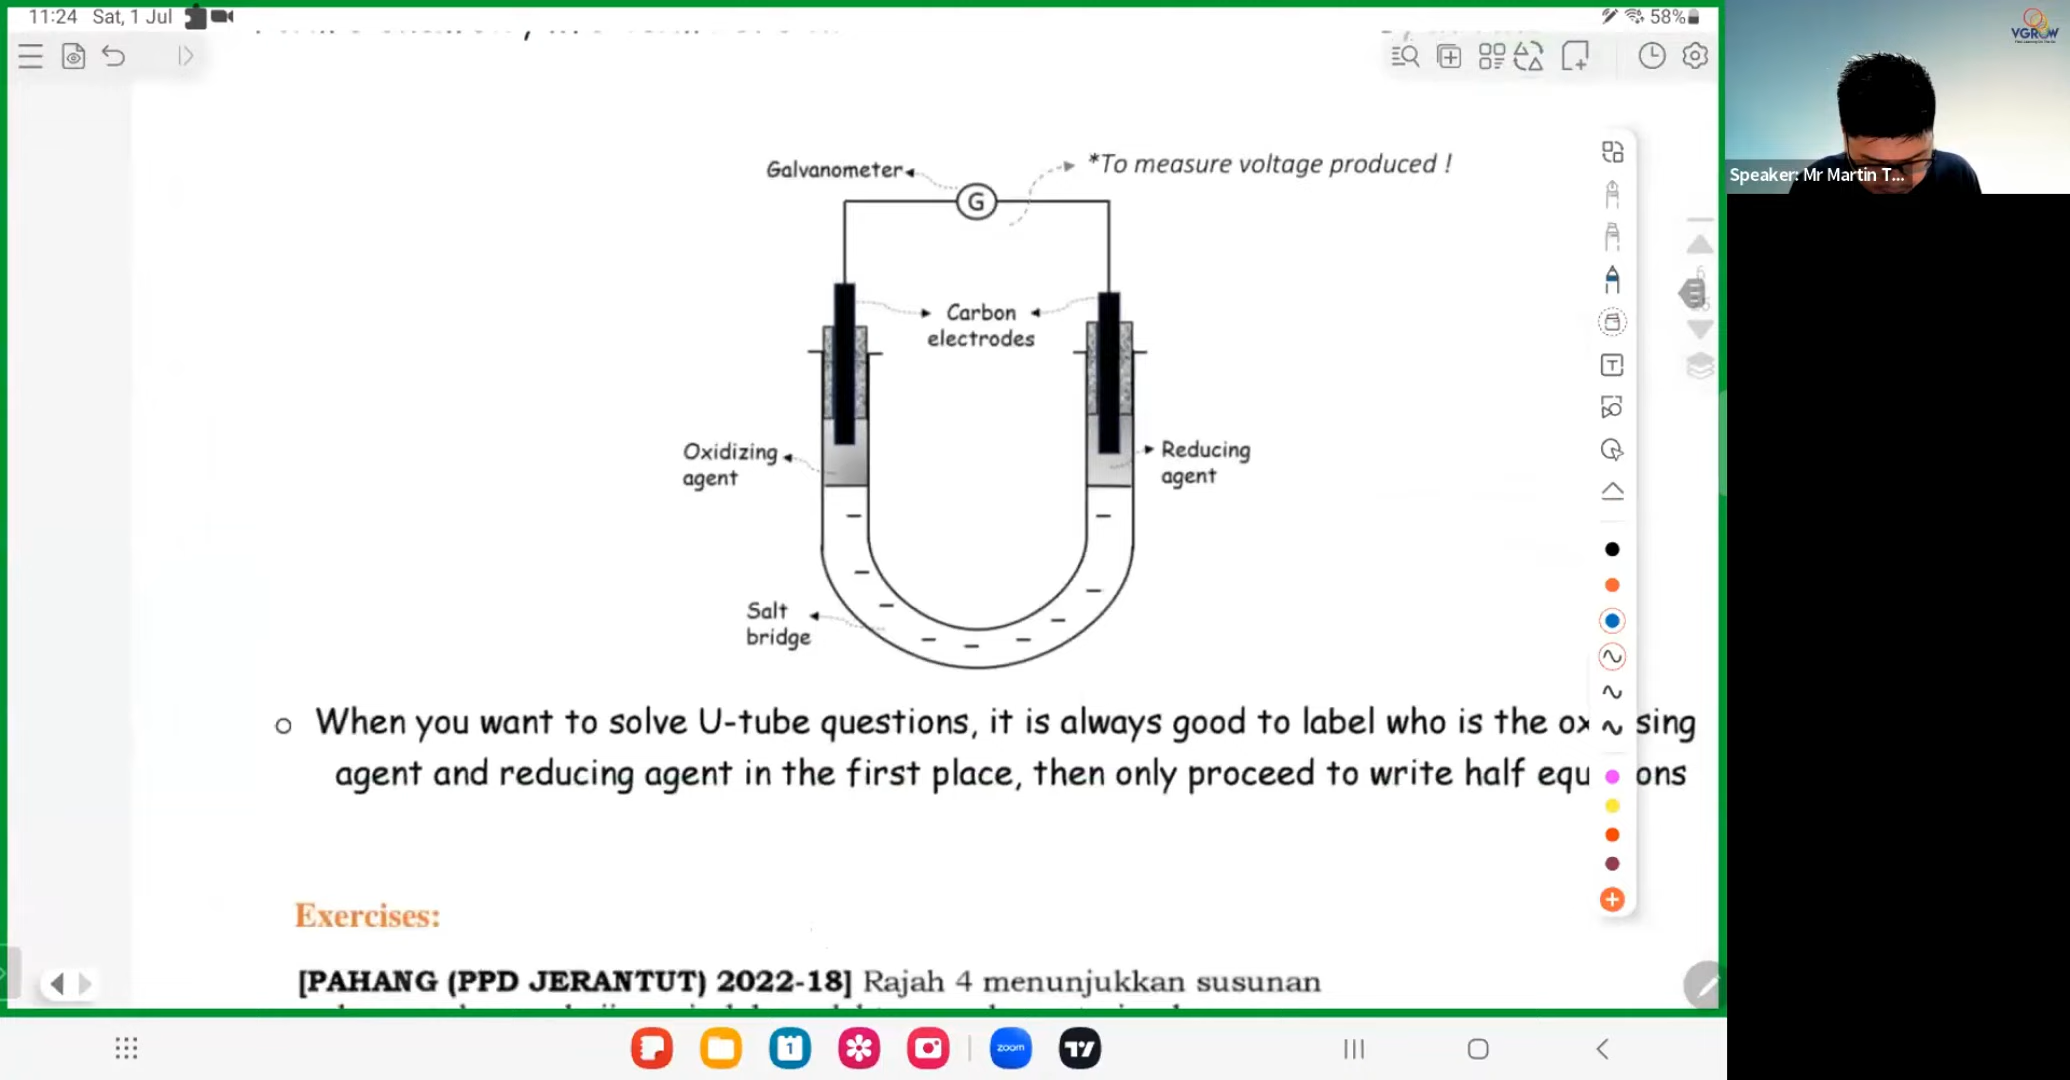 11:24 Sat, 1 Jul
58%
VGROW
Galvanometer
*To measure voltage produced !
G
Speaker: Mr Martin T...
Carbon
electrodes
Oxidizing
agent
Reducing
agent
Salt
bridge
T
When you want to solve U-tube questions, it is always good to label who is the ox sing
agent and reducing agent in the first place, then only proceed to write half equ ons
Exercises:
[PAHANG (PPD JERANTUT) 2022-18] Rajah 4 menunjukkan susunan
1
zoom